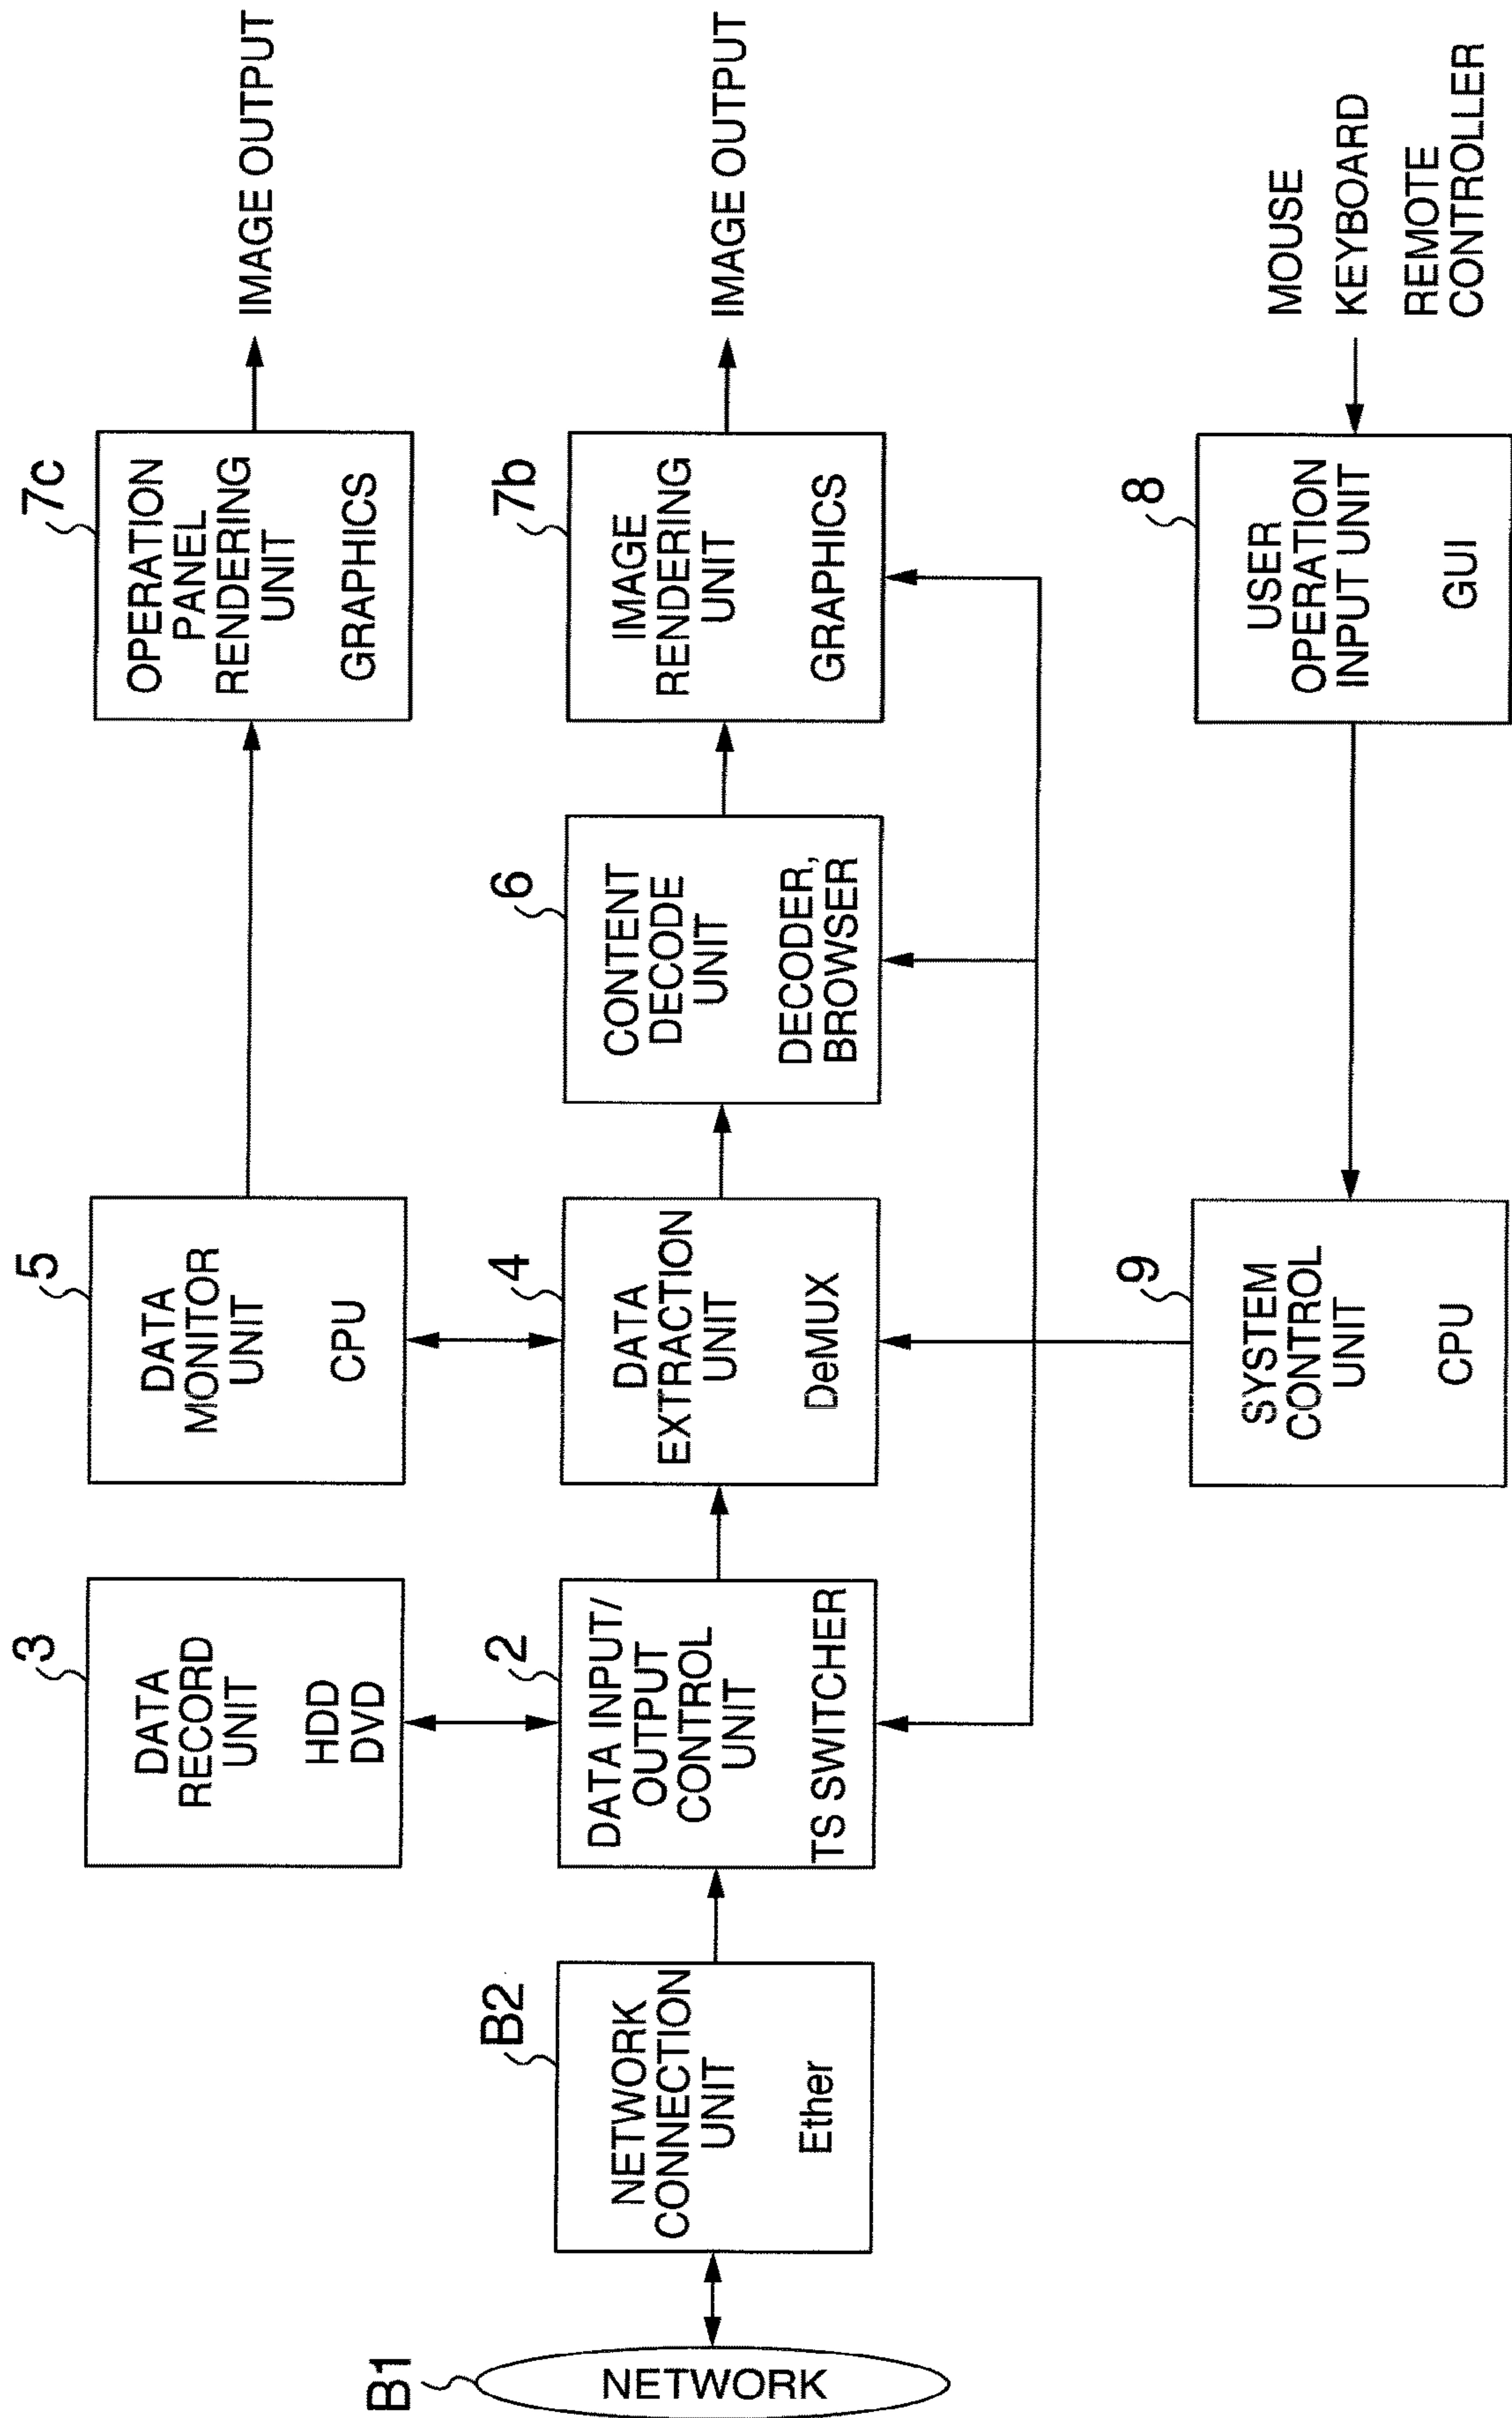 3
DATA
RECORD
UNIT
HDD
DVD
5
DATA
MONITOR
UNIT
CPU
7c
OPERATION
PANEL
RENDERING
UNIT
GRAPHICS
IMAGE OUTPUT
B1
NETWORK
B2
NETWORK
CONNECTION
UNIT
Ether
2
DATA INPUT/
OUTPUT
CONTROL
UNIT
TS SWITCHER
4
DATA
EXTRACTION
UNIT
DeMUX
6
CONTENT
DECODE
UNIT
DECODER,
BROWSER
7b
IMAGE
RENDERING
UNIT
GRAPHICS
IMAGE OUTPUT
9
SYSTEM
CONTROL
UNIT
CPU
8
USER
OPERATION
INPUT UNIT
GUI
MOUSE
KEYBOARD
REMOTE
CONTROLLER